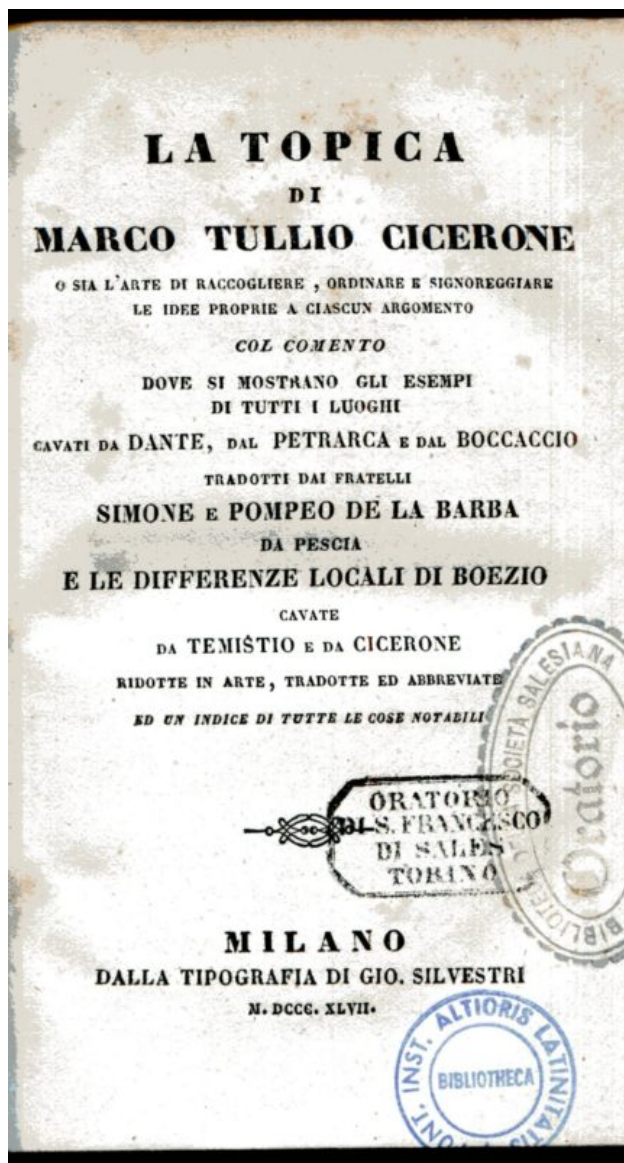 LA TOPICA
DI
MARCO TULLIO CICERONE
O SIA L'ARTE DI RACCOGLIERE, ORDINARE E SIGNOREGGIARE
LE IDEE PROPRIE A CIASCUN ARGOMENTO
COL COMENTO
DOVE SI MOSTRANO GLI ESEMPI
DI TUTTI I LUOGHI
CAVATI DA DANTE, DAL PETRARCA E DAL BOCCACCIO
TRADOTTI DAI FRATELLI
SIMONE E POMPEO DE LA BARBA
DA PESCIA
E LE DIFFERENZE LOCALI DI BOEZIO
CAVATE
DA TEMISTIO E DA CICERONE
RIDOTTE IN ARTE, TRADOTTE ED ABBREVIATE
ED UN INDICE DI TUTTE LE COSE NOTABILI
SOCIETÀ SALESIANA
Oratorio
ORATORIO
DI S. FRANCESCO
DI SALES
TORINO
MILANO
DALLA TIPOGRAFIA DI GIO. SILVESTRI
M. DCCC. XLVII.
PONT. INST. ALTIORIS LATINITATIS
BIBLIOTHECA